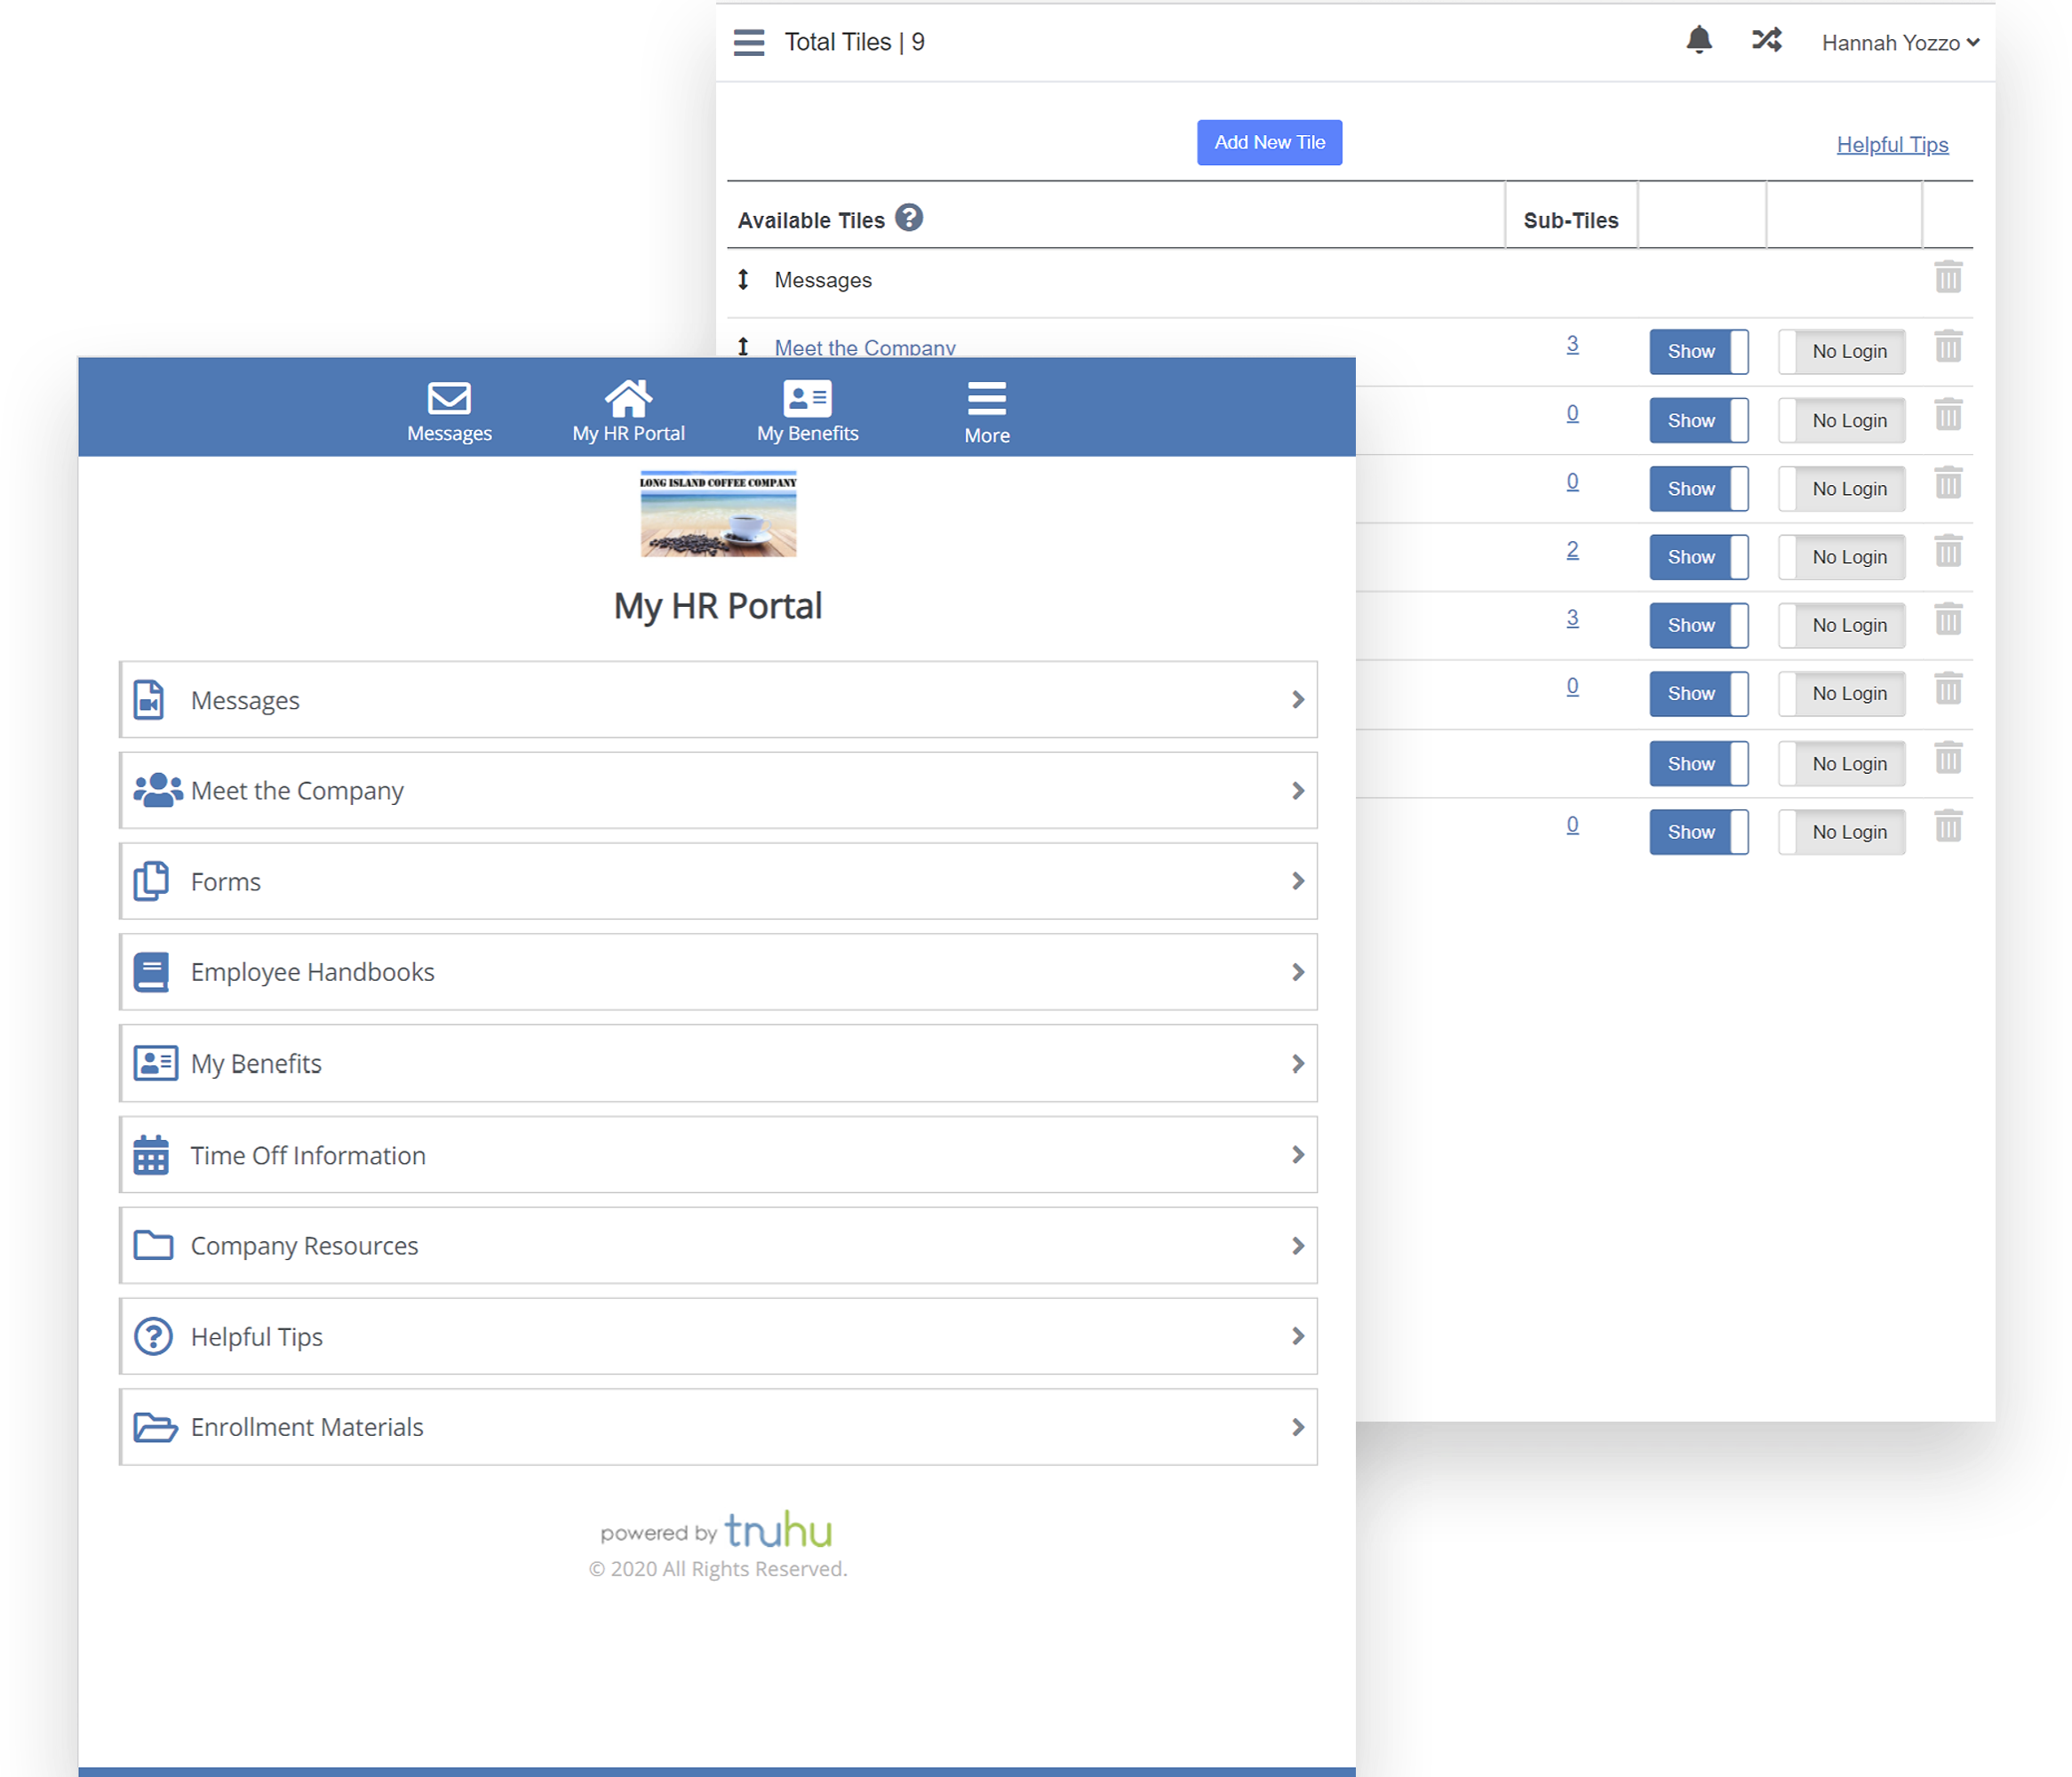 Total Tiles | 9
Hannah Yozzo
Add New Tile
Helpful Tips
Available Tiles ?
Sub-Tiles
Messages
Meet the Company 3 Show No Login
0 Show No Login
0 Show No Login
2 Show No Login
3 Show No Login
0 Show No Login
Show No Login
0 Show No Login
Messages
My HR Portal
My Benefits
More
LONG ISLAND COFFEE COMPANY
My HR Portal
Messages
Meet the Company
Forms
Employee Handbooks
My Benefits
Time Off Information
Company Resources
Helpful Tips
Enrollment Materials
powered by truhu
© 2020 All Rights Reserved.